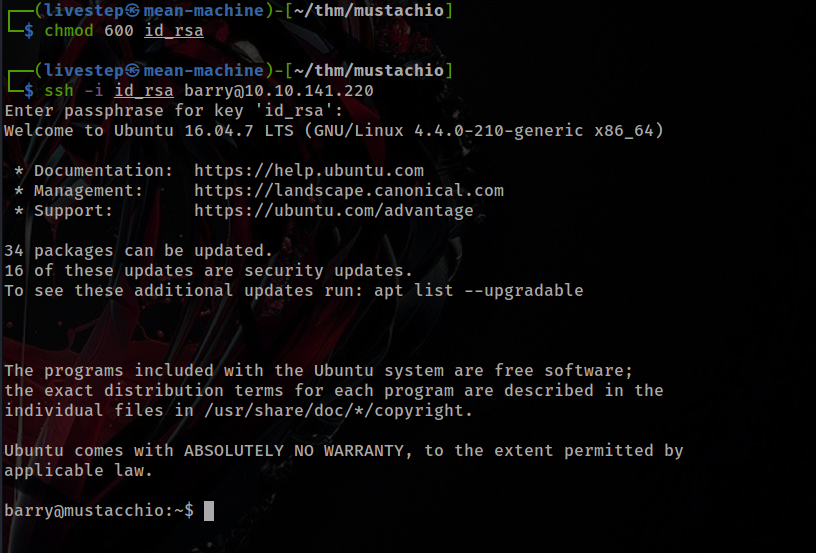 ┌──(livestep㉿mean-machine)-[~/thm/mustachio]
└─$ chmod 600 id_rsa
┌──(livestep㉿mean-machine)-[~/thm/mustachio]
└─$ ssh -i id_rsa barry@10.10.141.220
Enter passphrase for key 'id_rsa':
Welcome to Ubuntu 16.04.7 LTS (GNU/Linux 4.4.0-210-generic x86_64)
* Documentation:  https://help.ubuntu.com
* Management:     https://landscape.canonical.com
* Support:        https://ubuntu.com/advantage
34 packages can be updated.
16 of these updates are security updates.
To see these additional updates run: apt list --upgradable
The programs included with the Ubuntu system are free software;
the exact distribution terms for each program are described in the
individual files in /usr/share/doc/*/copyright.
Ubuntu comes with ABSOLUTELY NO WARRANTY, to the extent permitted by
applicable law.
barry@mustacchio:~$